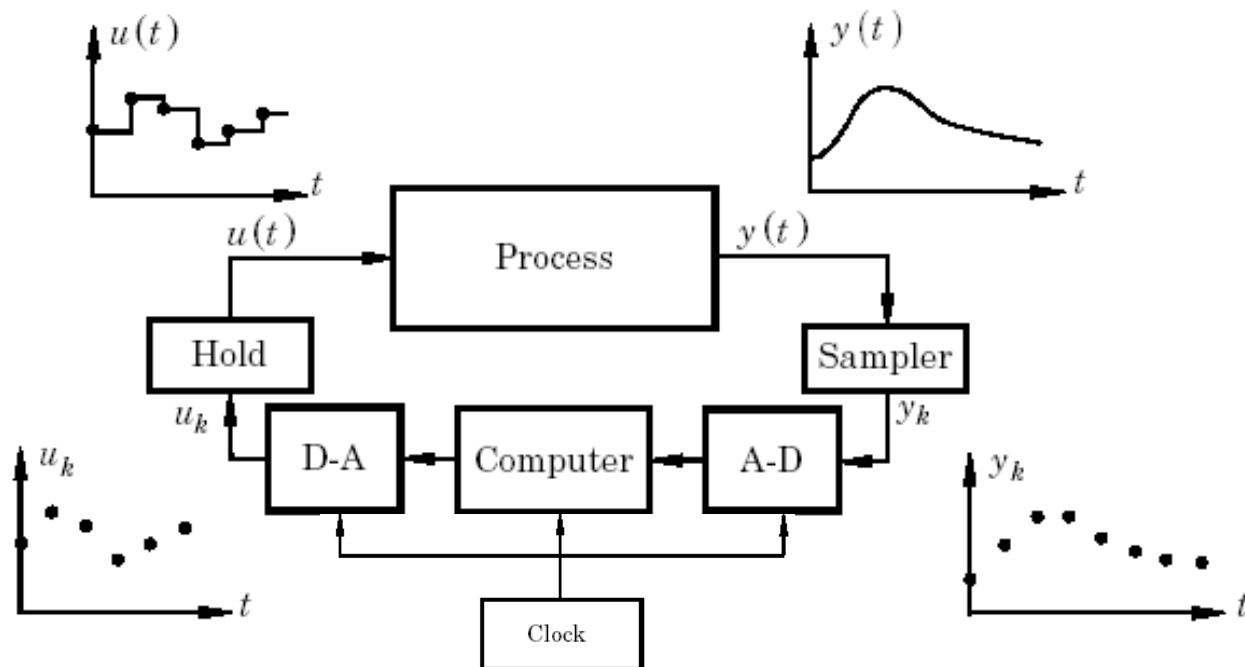 u(t)
y(t)
t
t
u(t)
Process
y(t)
Hold
Sampler
u_k
y_k
D-A
Computer
A-D
u_k
y_k
t
t
Clock